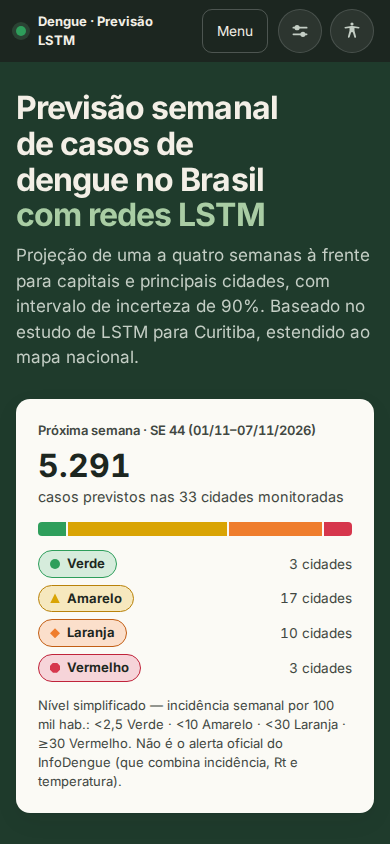 Dengue · Previsão
LSTM
Menu
Previsão semanal
de casos de
dengue no Brasil
com redes LSTM
Projeção de uma a quatro semanas à frente
para capitais e principais cidades, com
intervalo de incerteza de 90%. Baseado no
estudo de LSTM para Curitiba, estendido ao
mapa nacional.
Próxima semana · SE 44 (01/11–07/11/2026)
5.291
casos previstos nas 33 cidades monitoradas
Verde 3 cidades
Amarelo 17 cidades
Laranja 10 cidades
Vermelho 3 cidades
Nível simplificado — incidência semanal por 100
mil hab.: <2,5 Verde · <10 Amarelo · <30 Laranja ·
≥30 Vermelho. Não é o alerta oficial do
InfoDengue (que combina incidência, Rt e
temperatura).